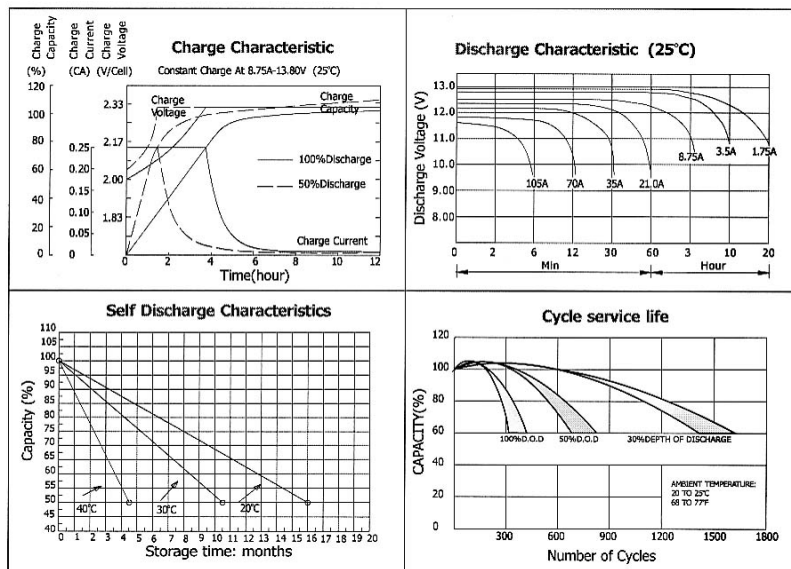 Charge Capacity
Charge Current
Charge Voltage
Charge Characteristic
(%) (CA) (V/Cell) Constant Charge At 8.75A-13.80V (25°C)
120
100
80
60
40
20
0
0.25
0.20
0.15
0.10
0.05
0
2.33
2.17
2.00
1.83
Charge Voltage
Charge Capacity
100%Discharge
50%Discharge
Charge Current
0 2 4 6 8 10 12
Time(hour)
Discharge Characteristic (25°C)
Discharge Voltage (V)
13.0
12.0
11.0
10.0
9.00
8.00
7.00
105A 70A 35A 21.0A 8.75A 3.5A 1.75A
0 2 6 12 30 60 3 10 20
Min Hour
Self Discharge Characteristics
Capacity (%)
110
105
100
95
90
85
80
75
70
65
60
55
50
45
40
40°C 30°C 20°C
0 1 2 3 4 5 6 7 8 9 10 11 12 13 14 15 16 17 18 19 20
Storage time: months
Cycle service life
CAPACITY(%)
120
100
80
60
40
20
0
100%D.O.D 50%D.O.D 30%DEPTH OF DISCHARGE
AMBIENT TEMPERATURE:
20 TO 25°C
68 TO 77°F
300 600 900 1200 1500 1800
Number of Cycles